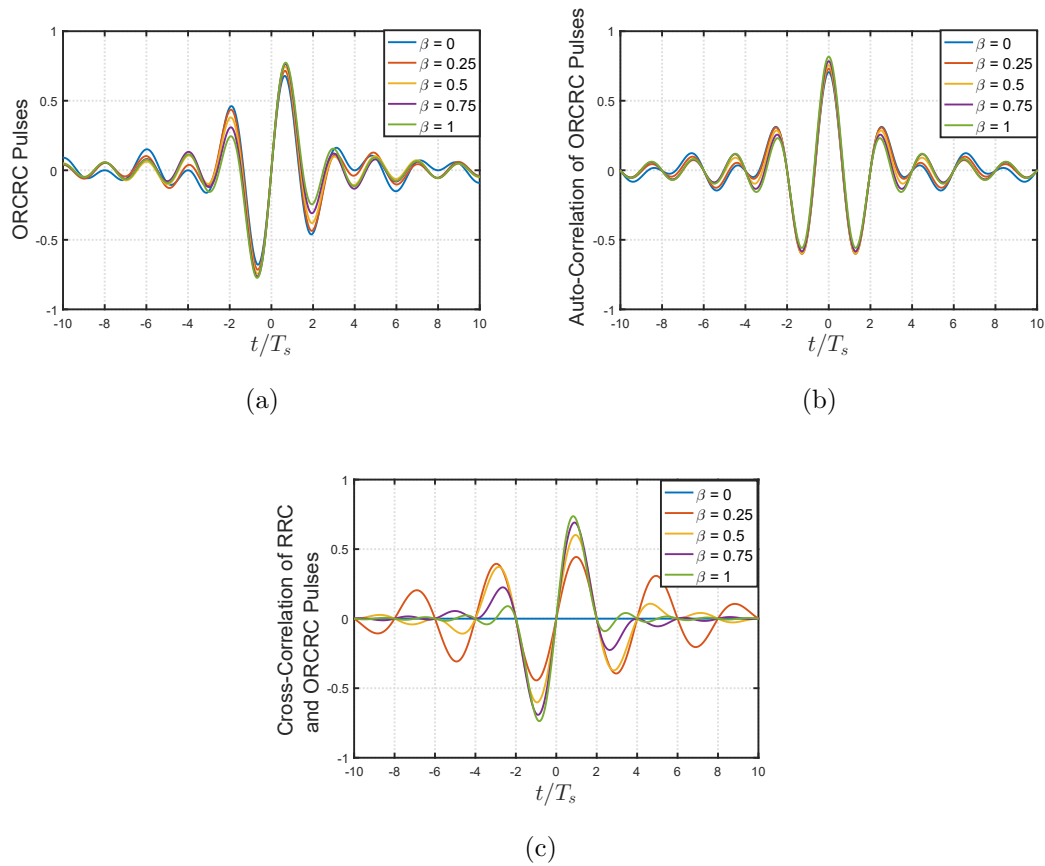 ORCRC Pulses
1
0.5
0
-0.5
-1
-10 -8 -6 -4 -2 0 2 4 6 8 10
t/T_s
β = 0
β = 0.25
β = 0.5
β = 0.75
β = 1
(a)
Auto-Correlation of ORCRC Pulses
1
0.5
0
-0.5
-1
-10 -8 -6 -4 -2 0 2 4 6 8 10
t/T_s
β = 0
β = 0.25
β = 0.5
β = 0.75
β = 1
(b)
Cross-Correlation of RRC
and ORCRC Pulses
1
0.5
0
-0.5
-1
-10 -8 -6 -4 -2 0 2 4 6 8 10
t/T_s
β = 0
β = 0.25
β = 0.5
β = 0.75
β = 1
(c)